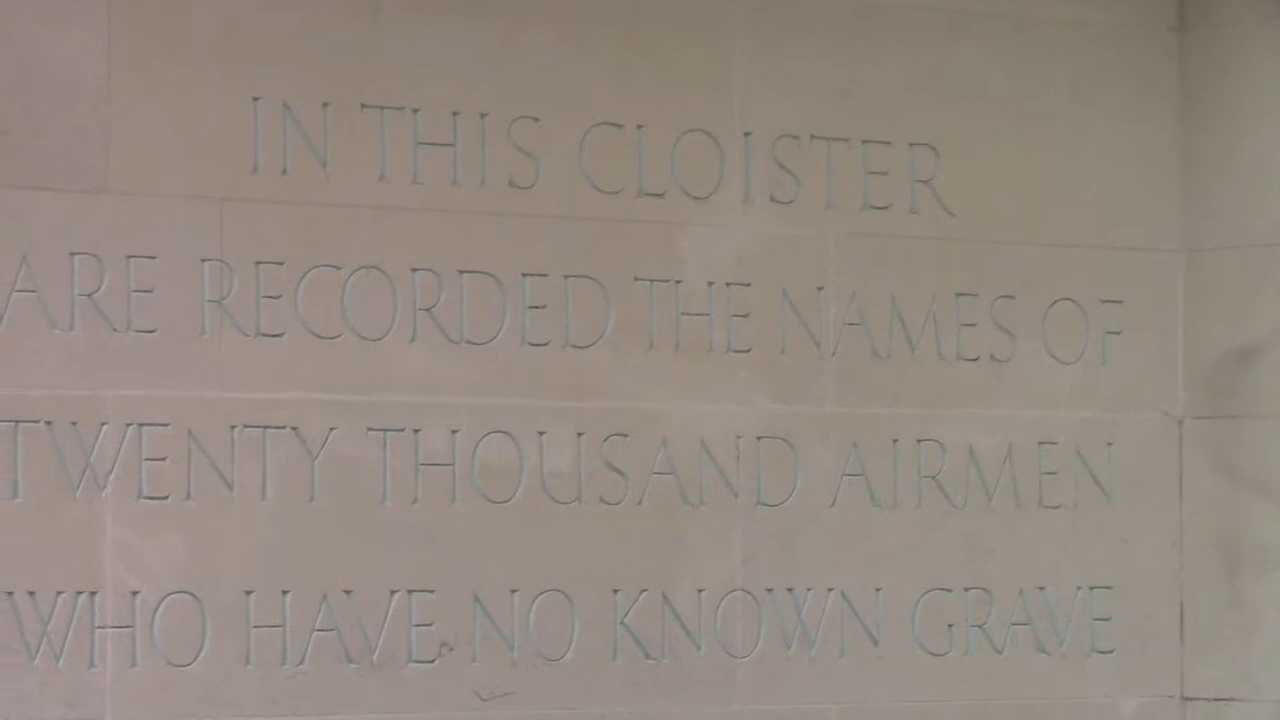 IN THIS CLOISTER
ARE RECORDED THE NAMES OF
TWENTY THOUSAND AIRMEN
WHO HAVE NO KNOWN GRAVE